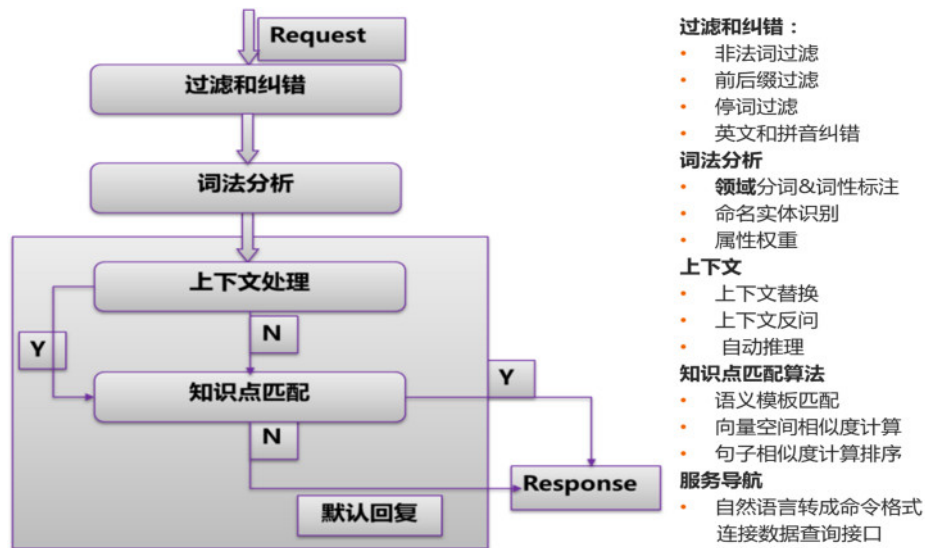 Request
过滤和纠错
词法分析
上下文处理
N
Y
知识点匹配
Y
N
Response
默认回复
过滤和纠错：
• 非法词过滤
• 前后缀过滤
• 停词过滤
• 英文和拼音纠错
词法分析
• 领域分词&词性标注
• 命名实体识别
• 属性权重
上下文
• 上下文替换
• 上下文反问
• 自动推理
知识点匹配算法
• 语义模板匹配
• 向量空间相似度计算
• 句子相似度计算排序
服务导航
• 自然语言转成命令格式
连接数据查询接口